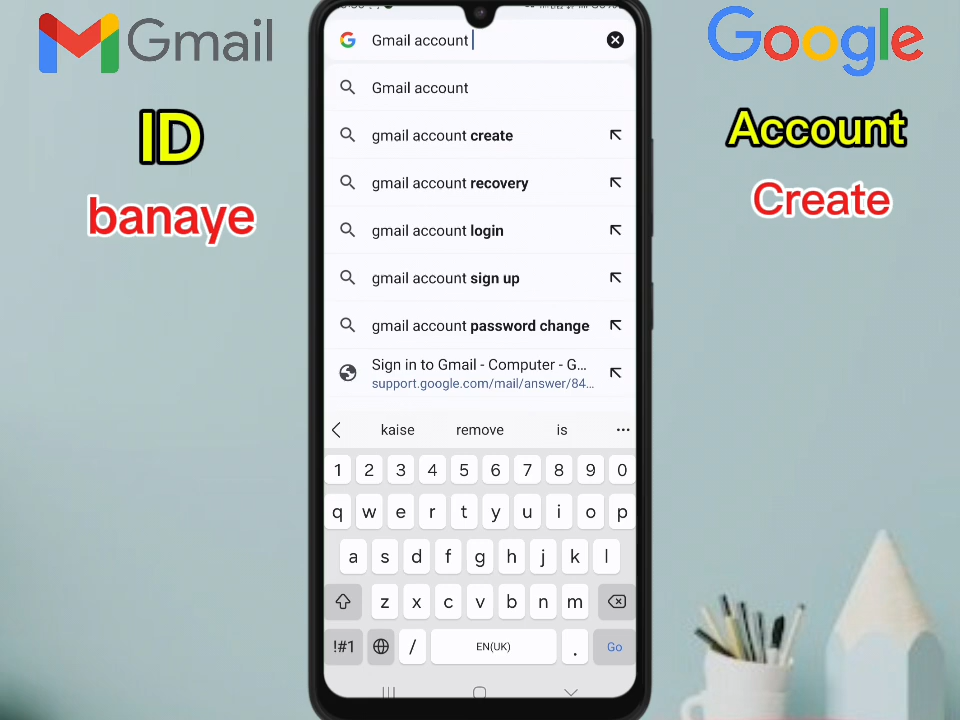 Gmail
Google
ID
banaye
Account
Create
Gmail account
Gmail account
gmail account create
gmail account recovery
gmail account login
gmail account sign up
gmail account password change
Sign in to Gmail - Computer - G...
support.google.com/mail/answer/84...
kaise remove is ...
1 2 3 4 5 6 7 8 9 0
q w e r t y u i o p
a s d f g h j k l
z x c v b n m
!#1 / EN(UK) . Go